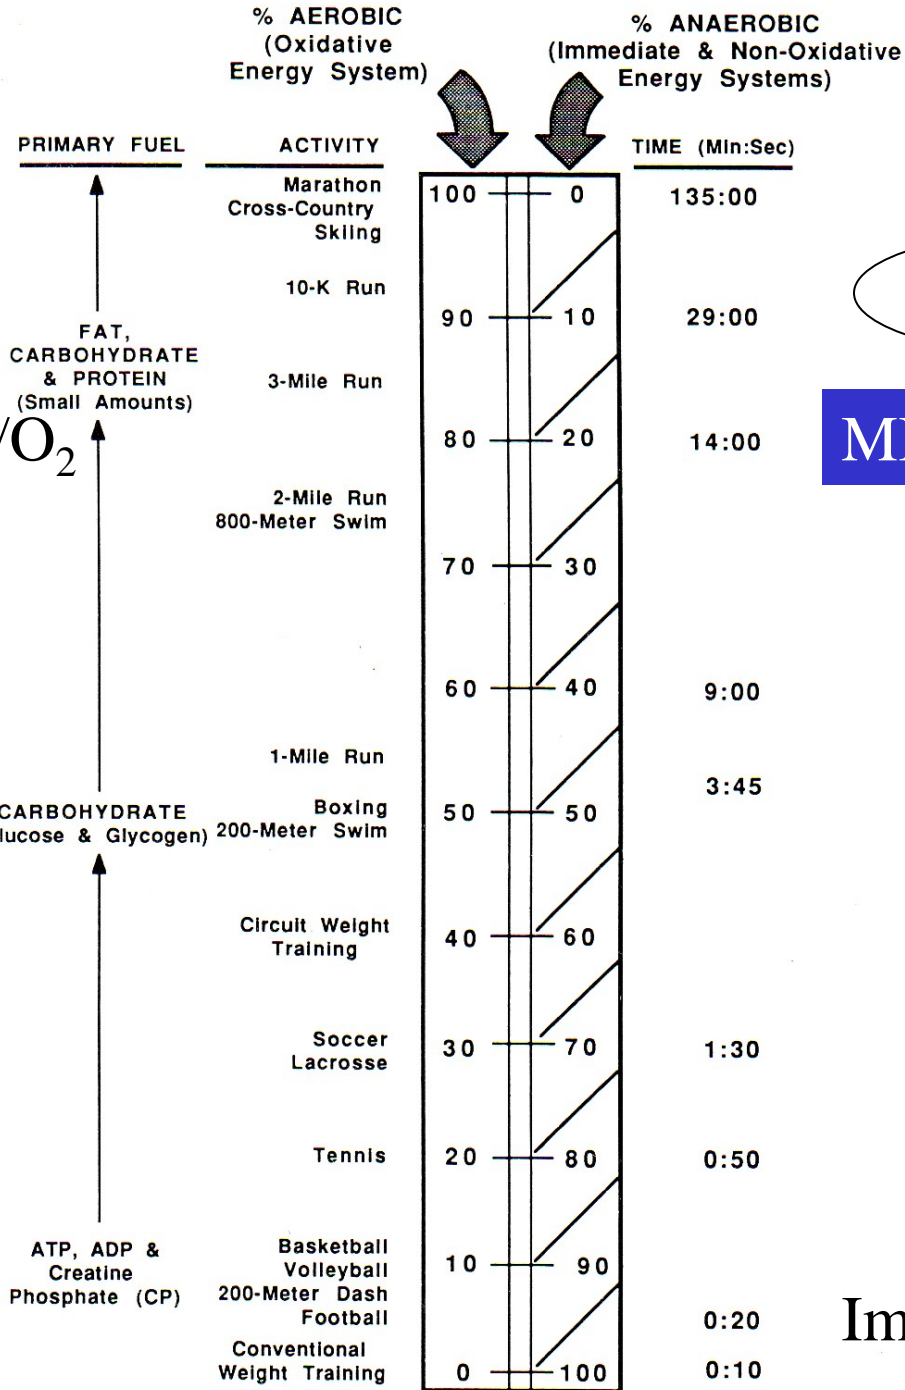 % AEROBIC
(Oxidative
Energy System)
% ANAEROBIC
(Immediate & Non-Oxidative
Energy Systems)
PRIMARY FUEL
ACTIVITY
TIME (Min:Sec)
Marathon
Cross-Country
Skiing
100 0 135:00
10-K Run
90 10 29:00
FAT,
CARBOHYDRATE
& PROTEIN
(Small Amounts)
3-Mile Run
/O₂
80 20 14:00
2-Mile Run
800-Meter Swim
70 30
60 40 9:00
1-Mile Run
3:45
CARBOHYDRATE
lucose & Glycogen)
Boxing
200-Meter Swim
50 50
Circuit Weight
Training
40 60
Soccer
Lacrosse
30 70 1:30
Tennis
20 80 0:50
ATP, ADP &
Creatine
Phosphate (CP)
Basketball
Volleyball
200-Meter Dash
Football
10 90
0:20
Im
Conventional
Weight Training
0 100 0:10